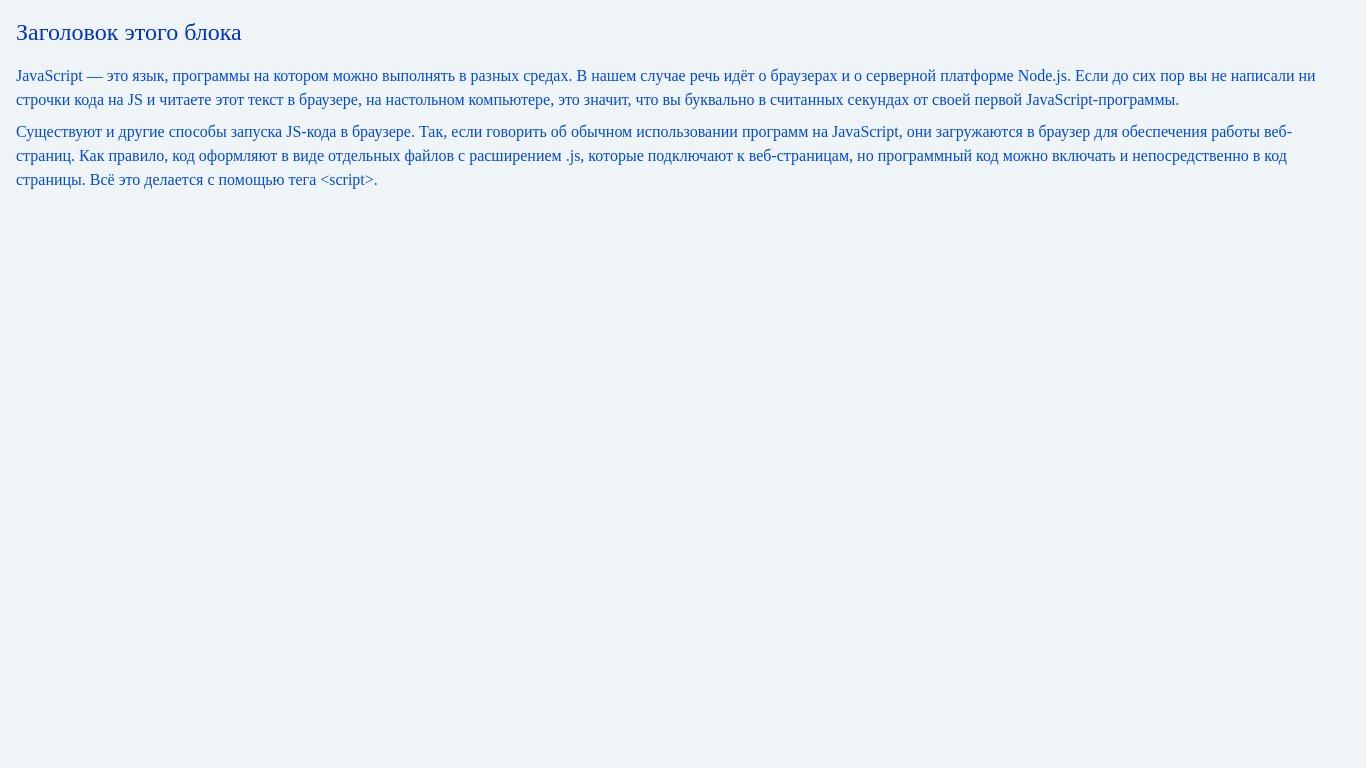 Заголовок этого блока
JavaScript — это язык, программы на котором можно выполнять в разных средах. В нашем случае речь идёт о браузерах и о серверной платформе Node.js. Если до сих пор вы не написали ни
строчки кода на JS и читаете этот текст в браузере, на настольном компьютере, это значит, что вы буквально в считанных секундах от своей первой JavaScript-программы.
Существуют и другие способы запуска JS-кода в браузере. Так, если говорить об обычном использовании программ на JavaScript, они загружаются в браузер для обеспечения работы веб-
страниц. Как правило, код оформляют в виде отдельных файлов с расширением .js, которые подключают к веб-страницам, но программный код можно включать и непосредственно в код
страницы. Всё это делается с помощью тега <script>.